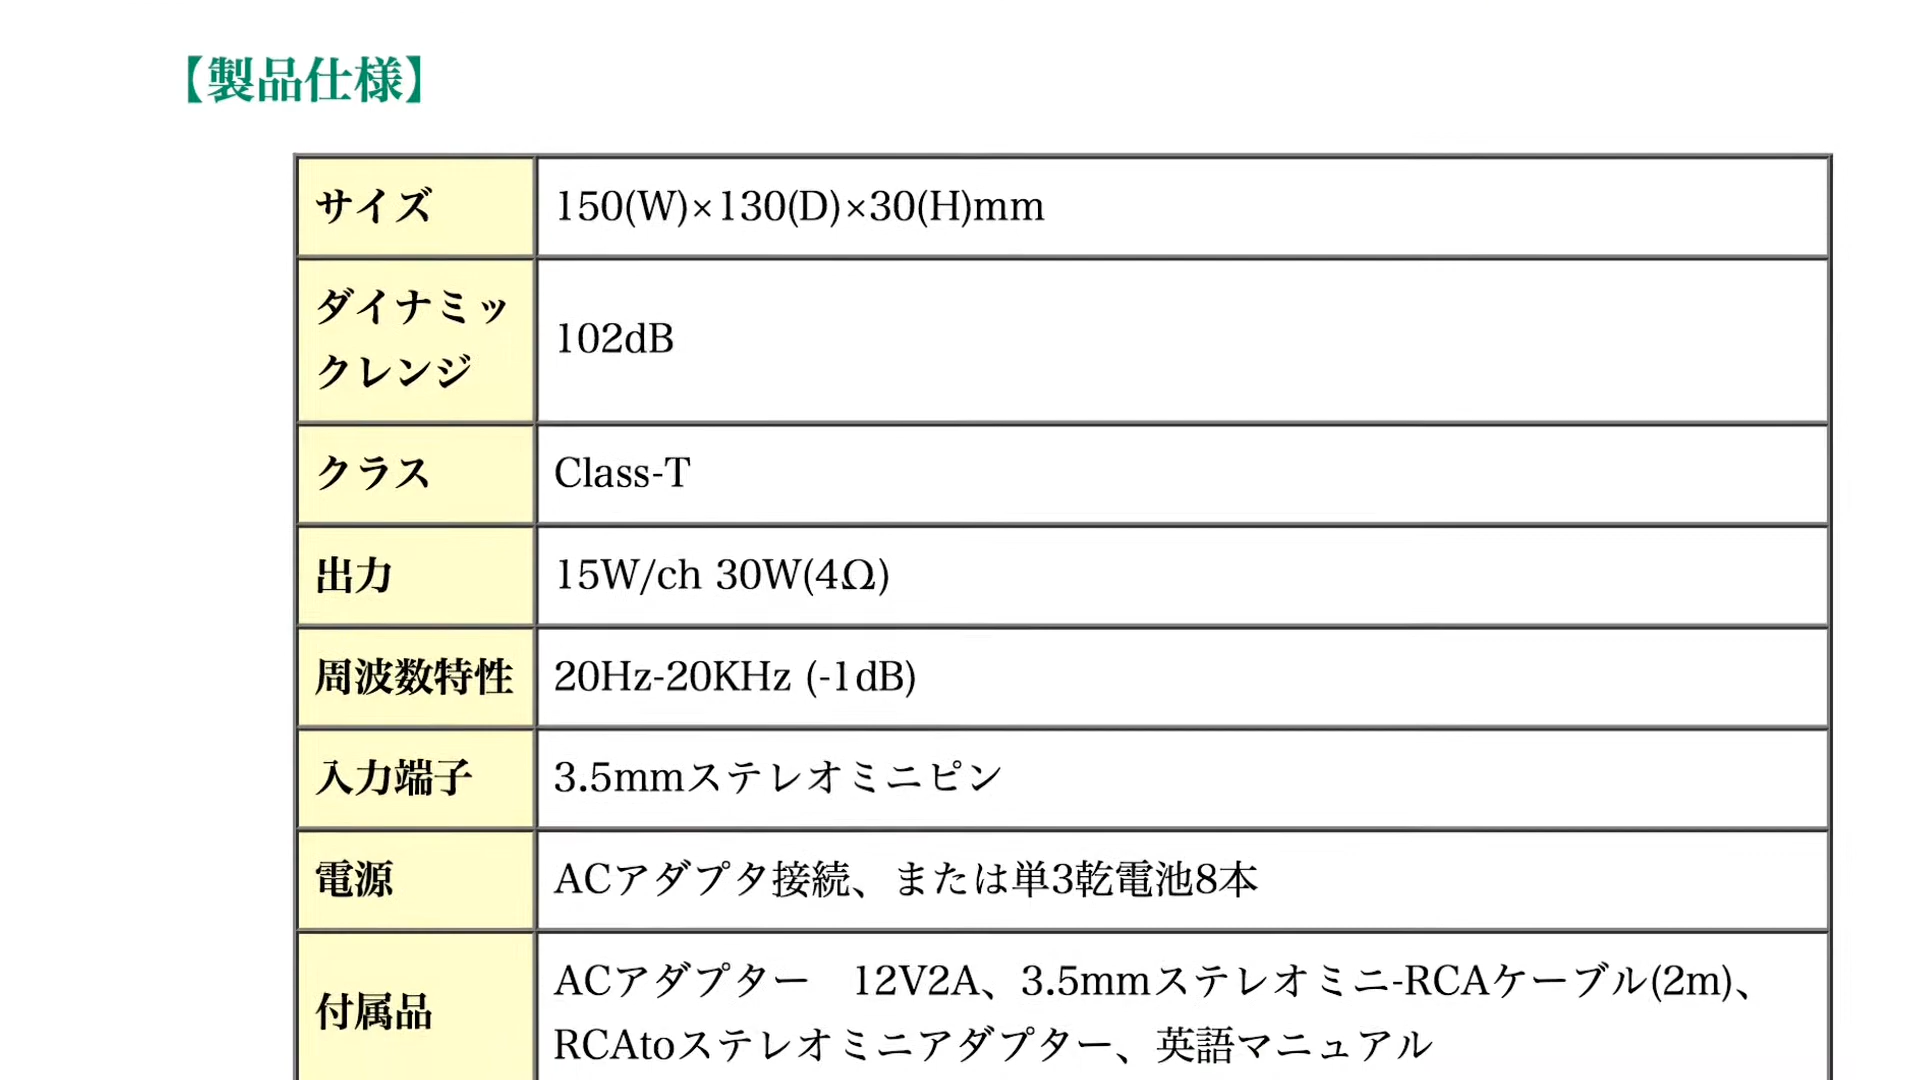 【製品仕様】
サイズ
150(W)×130(D)×30(H)mm
ダイナミッ
クレンジ
102dB
クラス
Class-T
出力
15W/ch 30W(4Ω)
周波数特性
20Hz-20KHz (-1dB)
入力端子
3.5mmステレオミニピン
電源
ACアダプタ接続、または単3乾電池8本
付属品
ACアダプター　12V2A、3.5mmステレオミニ-RCAケーブル(2m)、
RCAtoステレオミニアダプター、英語マニュアル